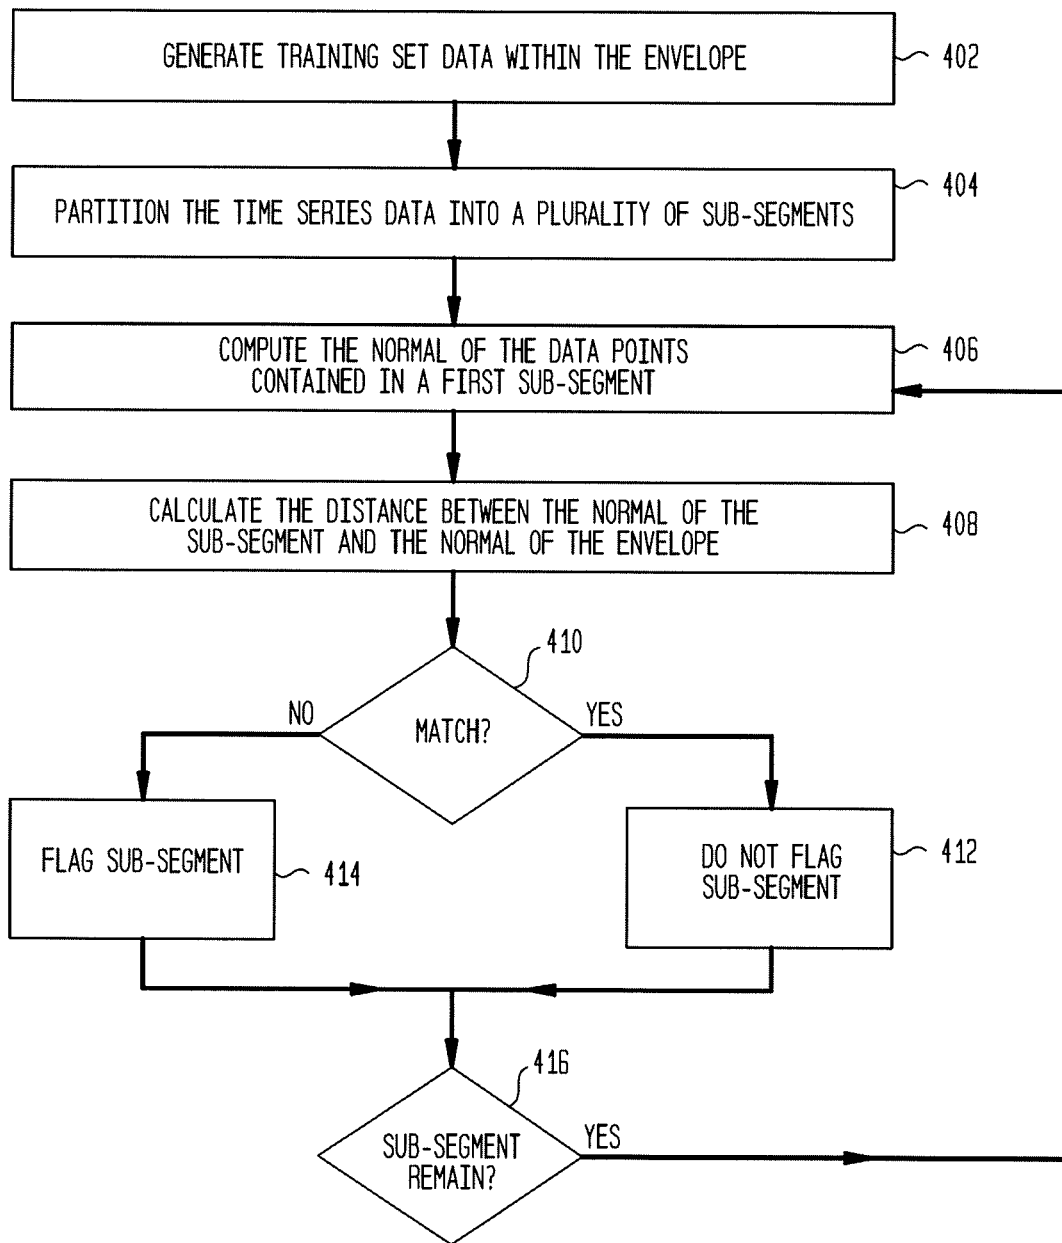 GENERATE TRAINING SET DATA WITHIN THE ENVELOPE
402
PARTITION THE TIME SERIES DATA INTO A PLURALITY OF SUB-SEGMENTS
404
COMPUTE THE NORMAL OF THE DATA POINTS
CONTAINED IN A FIRST SUB-SEGMENT
406
CALCULATE THE DISTANCE BETWEEN THE NORMAL OF THE
SUB-SEGMENT AND THE NORMAL OF THE ENVELOPE
408
410
NO
MATCH?
YES
FLAG SUB-SEGMENT
414
DO NOT FLAG
SUB-SEGMENT
412
416
SUB-SEGMENT
REMAIN?
YES